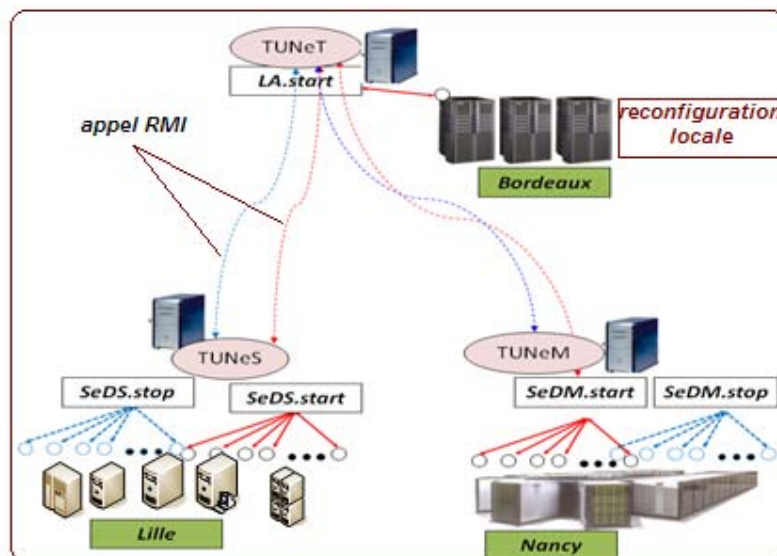 TUNeT
LA.start
appel RMI
reconfiguration
locale
Bordeaux
TUNeS
TUNeM
SeDS.stop
SeDS.start
SeDM.start
SeDM.stop
Lille
Nancy